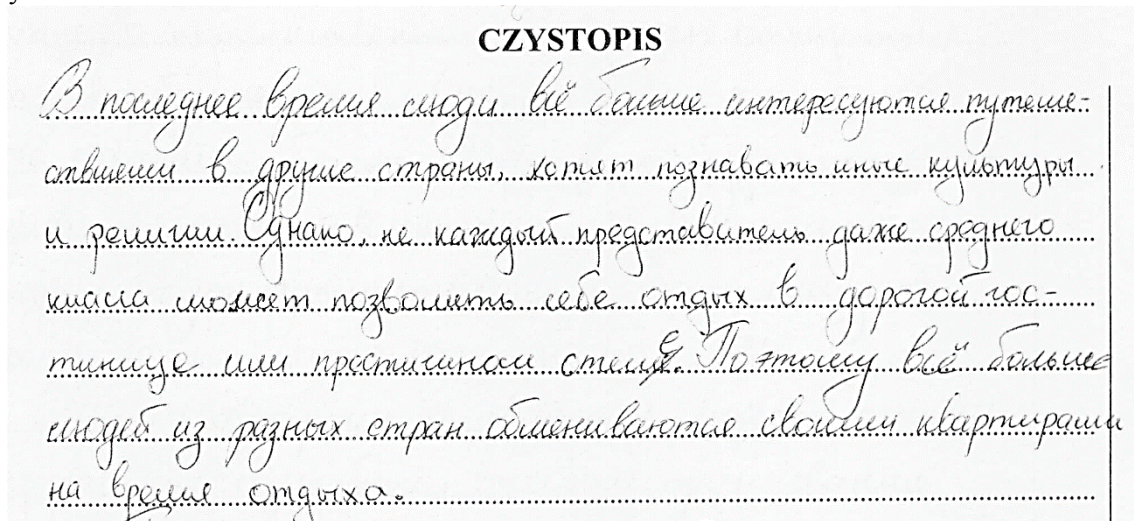 CZYSTOPIS
В последнее время люди всё больше интересуются путеше-
ствием в другие страны, хотят познавать иные культуры
и религии. Однако, не каждый представитель даже среднего
класса может позволить себе отдых в дорогой гос-
тинице или престижном отеле. Поэтому всё больше
людей из разных стран обмениваются своими квартирами
на время отдыха.